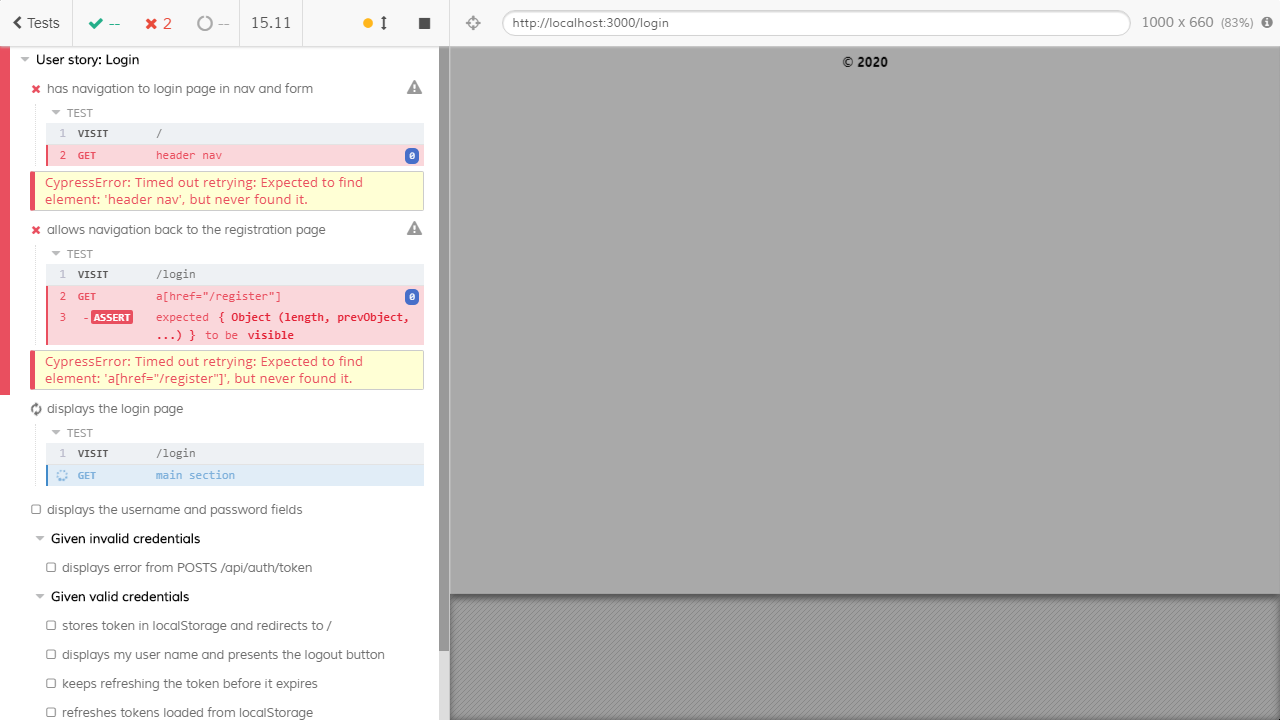 Tests -- 2 -- 15.11
http://localhost:3000/login 1000 x 660 (83%)
User story: Login
has navigation to login page in nav and form
TEST
1 VISIT /
2 GET header nav 0
CypressError: Timed out retrying: Expected to find
element: 'header nav', but never found it.
allows navigation back to the registration page
TEST
1 VISIT /login
2 GET a[href="/register"] 0
3 - ASSERT expected { Object (length, prevObject,
...) } to be visible
CypressError: Timed out retrying: Expected to find
element: 'a[href="/register"]', but never found it.
displays the login page
TEST
1 VISIT /login
GET main section
displays the username and password fields
Given invalid credentials
displays error from POSTS /api/auth/token
Given valid credentials
stores token in localStorage and redirects to /
displays my user name and presents the logout button
keeps refreshing the token before it expires
refreshes tokens loaded from localStorage
© 2020